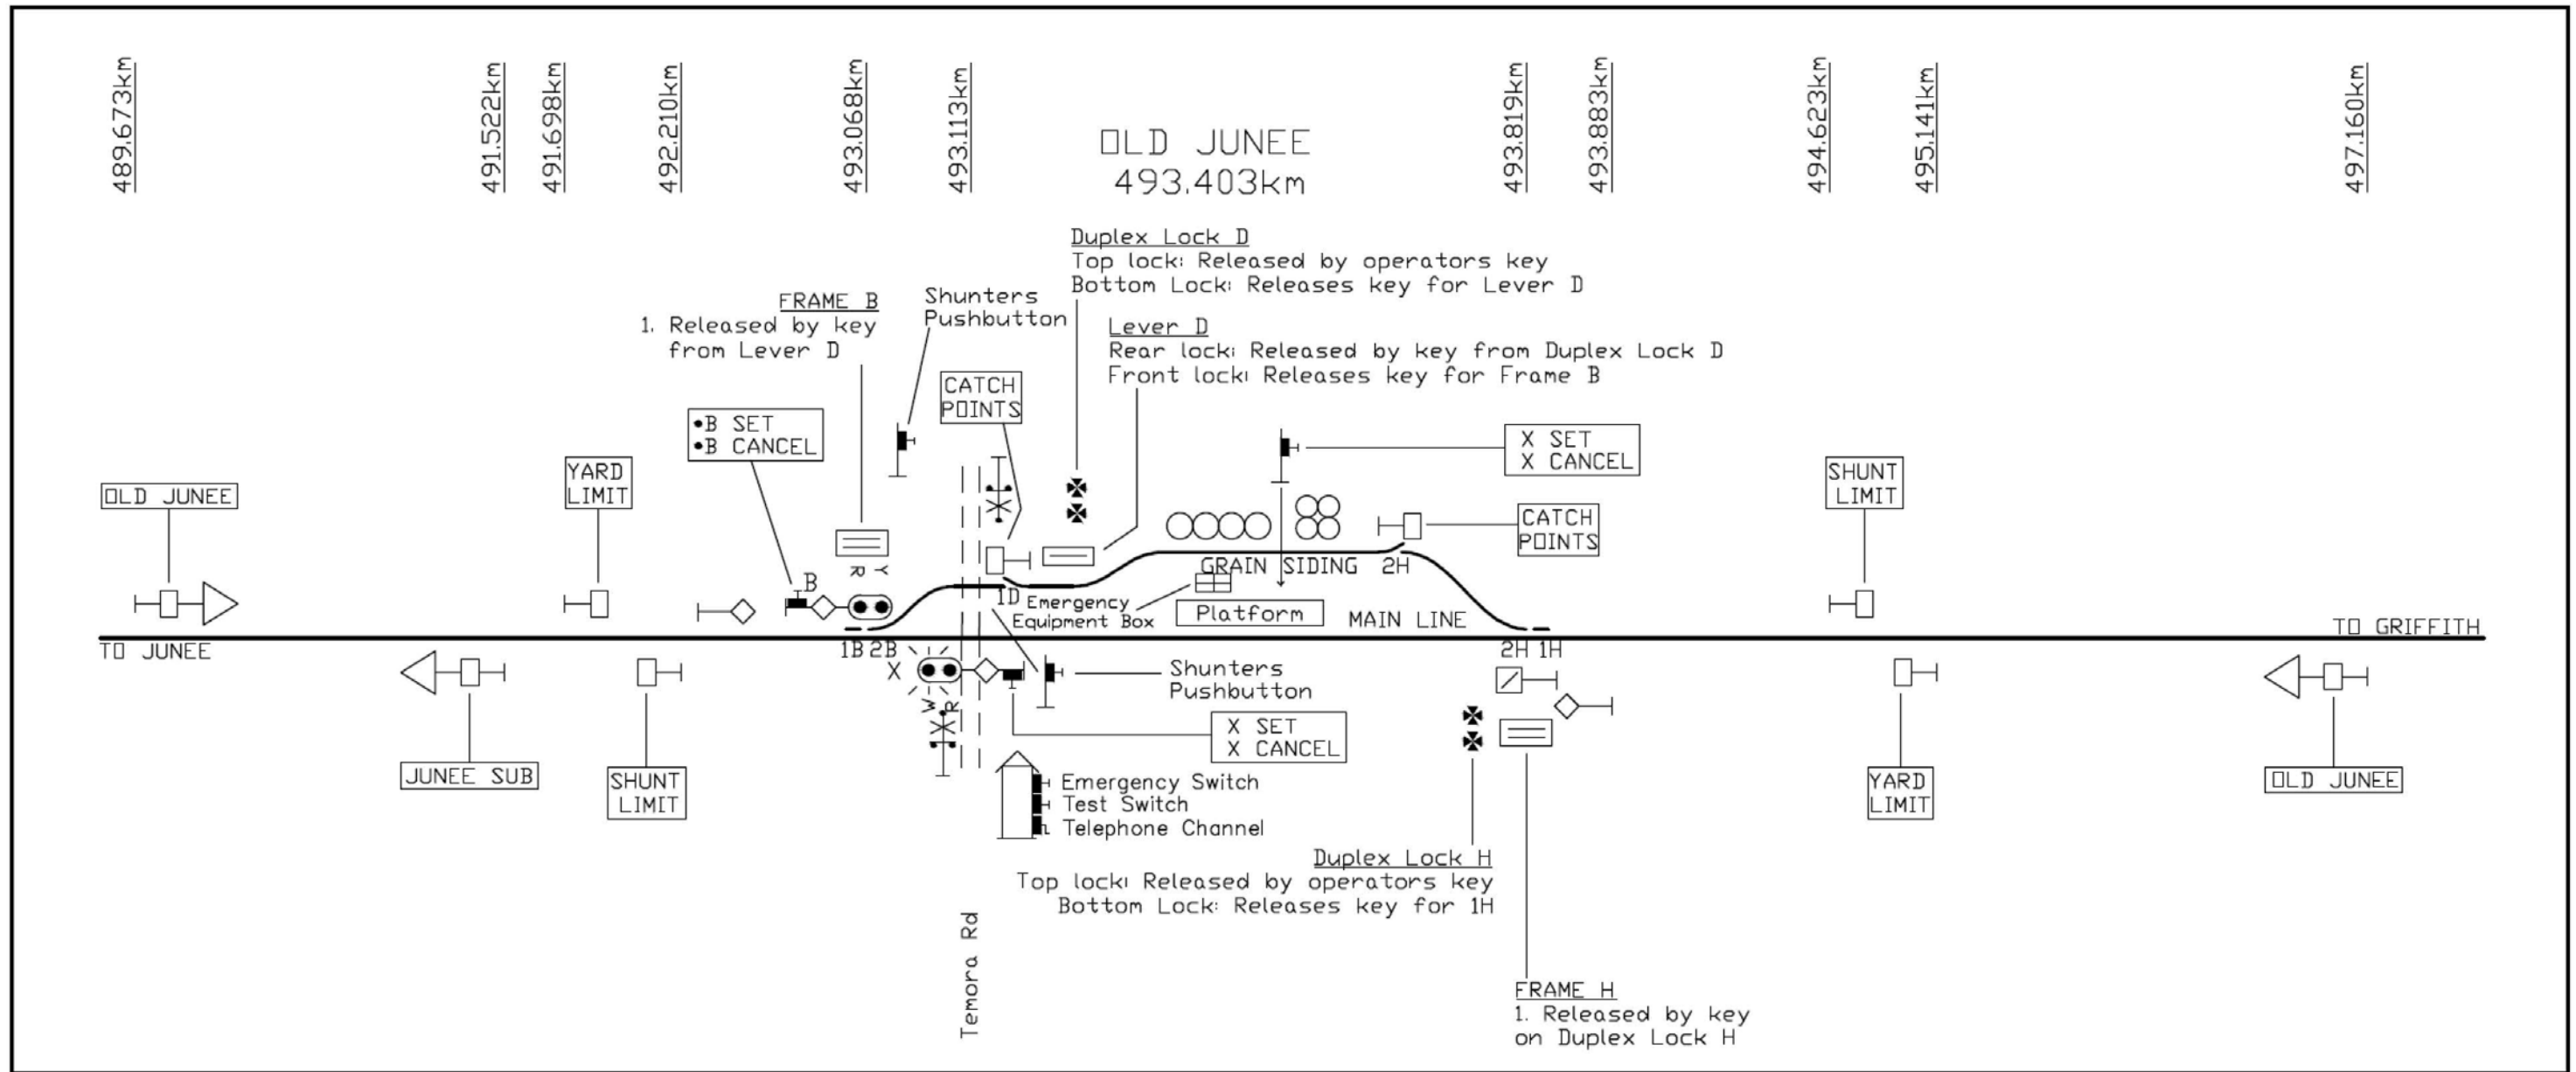 489.673km
491.522km
491.698km
492.210km
493.068km
493.113km
493.819km
493.883km
494.623km
495.141km
497.160km
OLD JUNEE
493.403km
Duplex Lock D
Top lock: Released by operators key
Bottom Lock: Releases key for Lever D
FRAME B
1. Released by key
from Lever D
Shunters
Pushbutton
Lever D
Rear lock: Released by key from Duplex Lock D
Front lock: Releases key for Frame B
CATCH
POINTS
•B SET
•B CANCEL
X SET
X CANCEL
OLD JUNEE
YARD
LIMIT
SHUNT
LIMIT
CATCH
POINTS
B
R Y
GRAIN SIDING
2H
1D
Emergency
Equipment Box
Platform
MAIN LINE
TO JUNEE
TO GRIFFITH
1B 2B
2H 1H
X
W R
Shunters
Pushbutton
X SET
X CANCEL
JUNEE SUB
SHUNT
LIMIT
YARD
LIMIT
OLD JUNEE
Emergency Switch
Test Switch
Telephone Channel
Duplex Lock H
Top lock: Released by operators key
Bottom Lock: Releases key for 1H
Temora Rd
FRAME H
1. Released by key
on Duplex Lock H